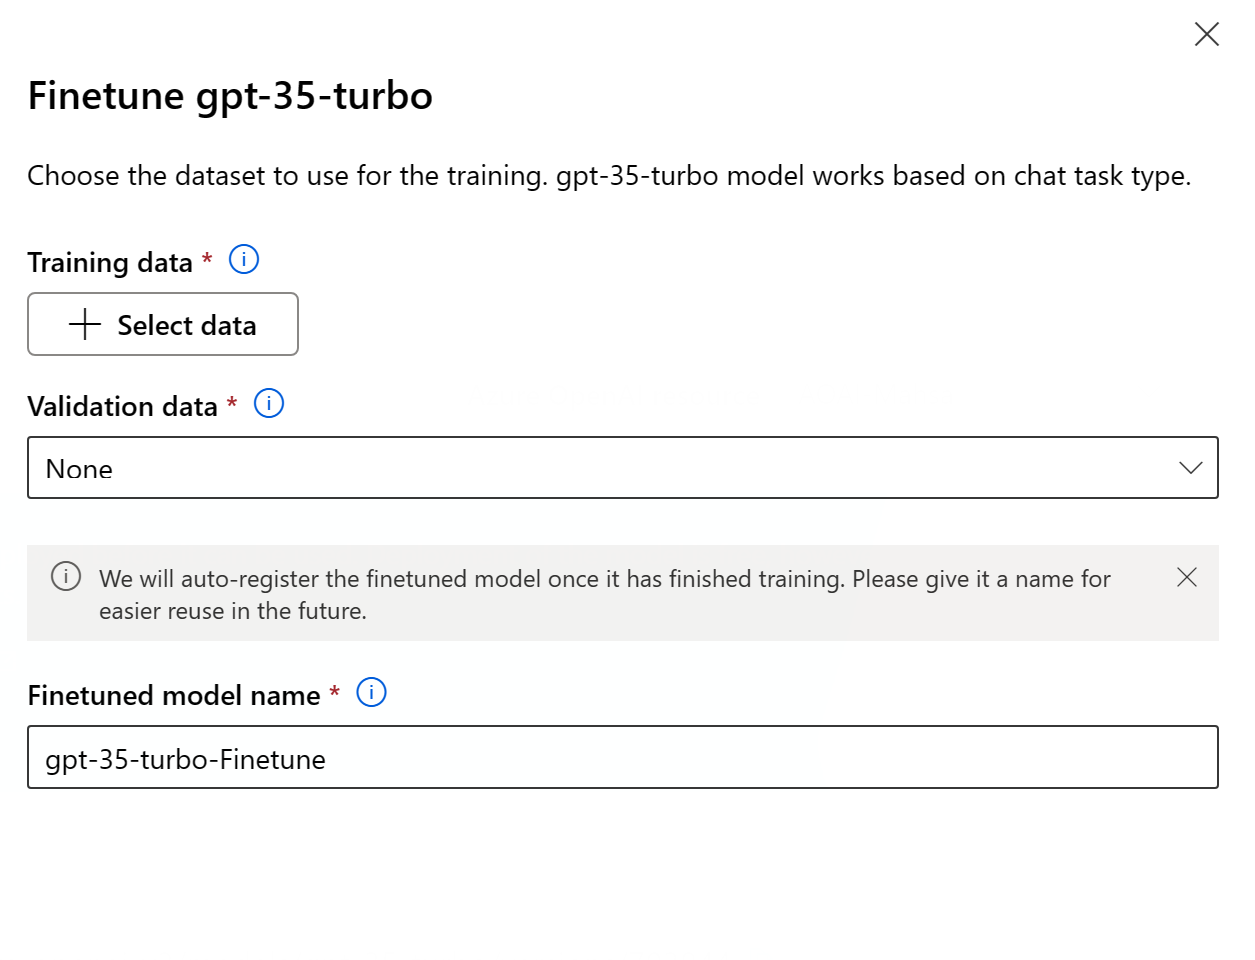 Finetune gpt-35-turbo
Choose the dataset to use for the training. gpt-35-turbo model works based on chat task type.
Training data *
Select data
Validation data *
None
We will auto-register the finetuned model once it has finished training. Please give it a name for
easier reuse in the future.
Finetuned model name *
gpt-35-turbo-Finetune